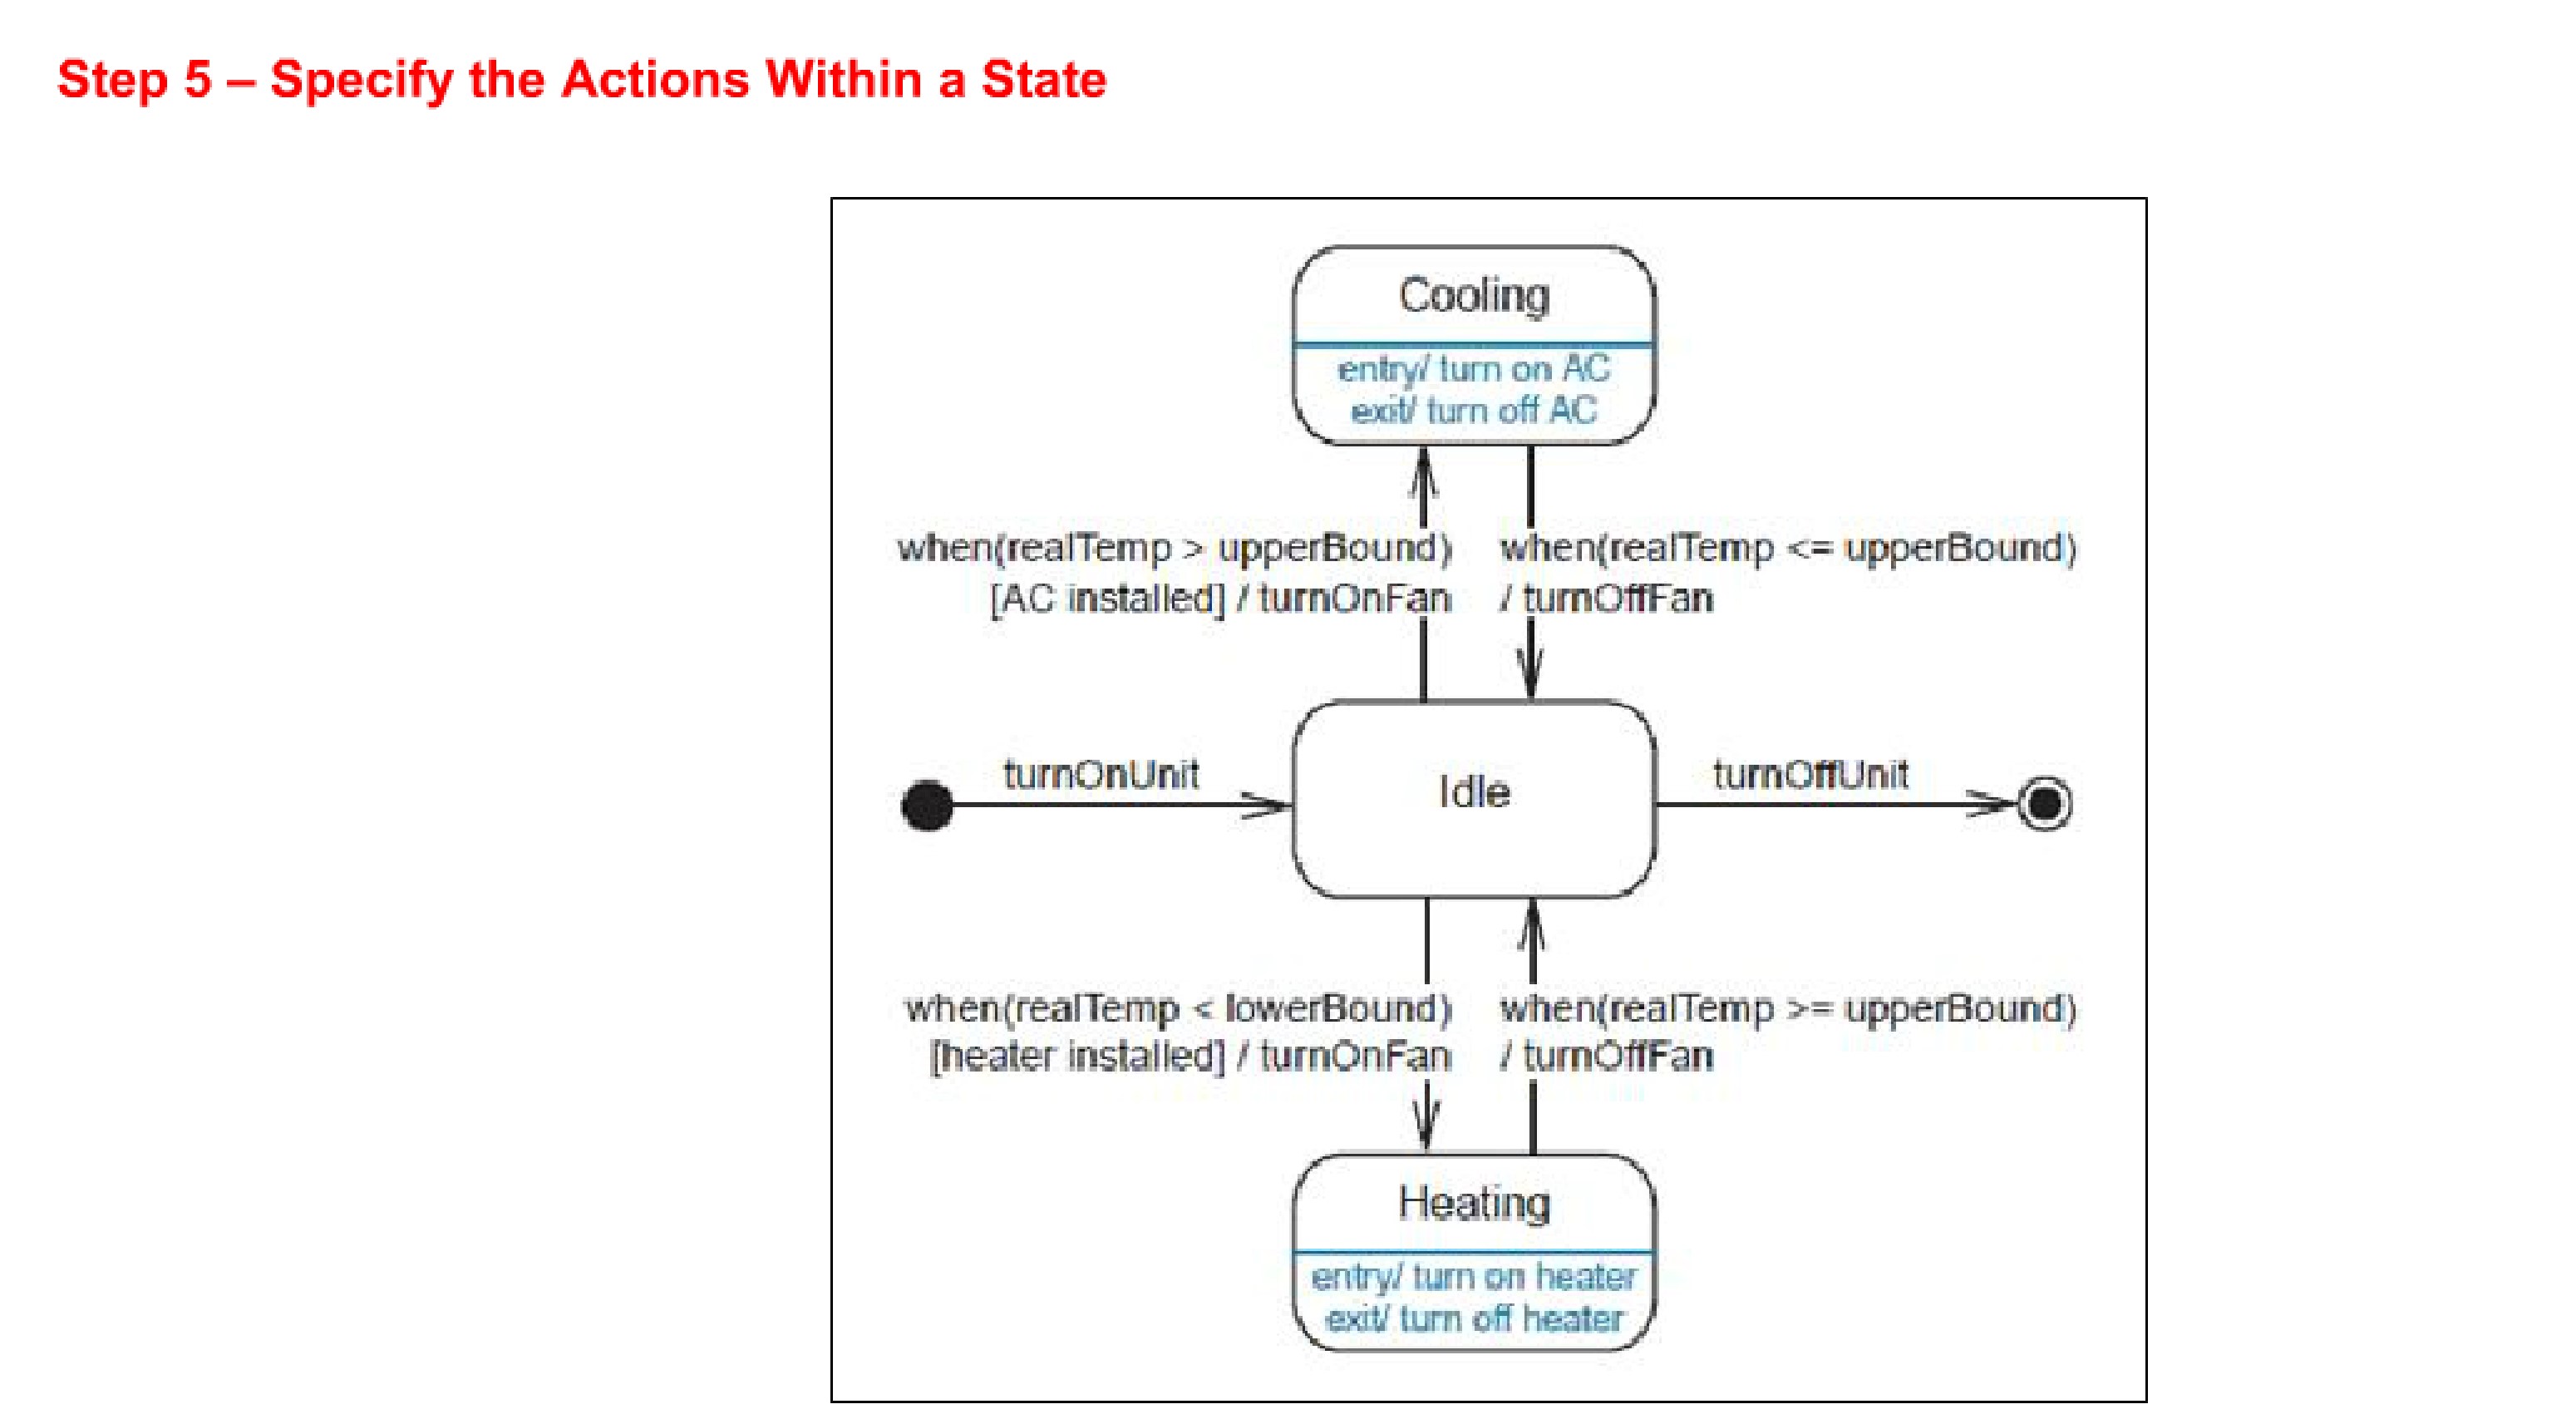 Step 5 – Specify the Actions Within a State
Cooling
entry/ turn on AC
exit/ turn off AC
when(realTemp > upperBound)
[AC installed] / turnOnFan
when(realTemp <= upperBound)
/ turnOffFan
turnOnUnit
Idle
turnOffUnit
when(realTemp < lowerBound)
[heater installed] / turnOnFan
when(realTemp >= upperBound)
/ turnOffFan
Heating
entry/ turn on heater
exit/ turn off heater